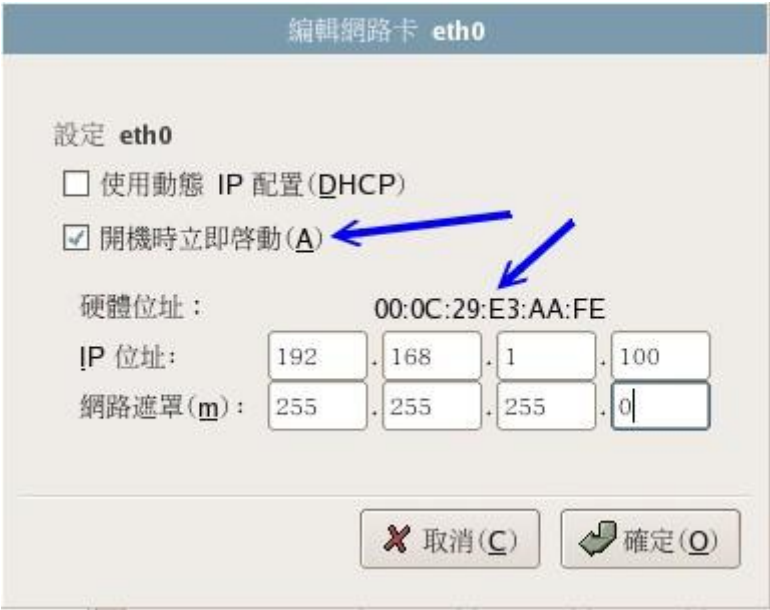 編輯網路卡 eth0
設定 eth0
使用動態 IP 配置(DHCP)
開機時立即啓動(A)
硬體位址： 00:0C:29:E3:AA:FE
IP 位址: 192 . 168 . 1 . 100
網路遮罩(m): 255 . 255 . 255 . 0
取消(C) 確定(O)